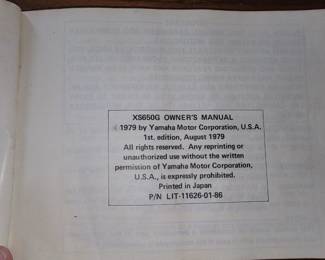 XS650G OWNER'S MANUAL
© 1979 by Yamaha Motor Corporation, U.S.A.
1st. edition, August 1979
All rights reserved. Any reprinting or
unauthorized use without the written
permission of Yamaha Motor Corporation,
U.S.A., is expressly prohibited.
Printed in Japan
P/N LIT-11626-01-86